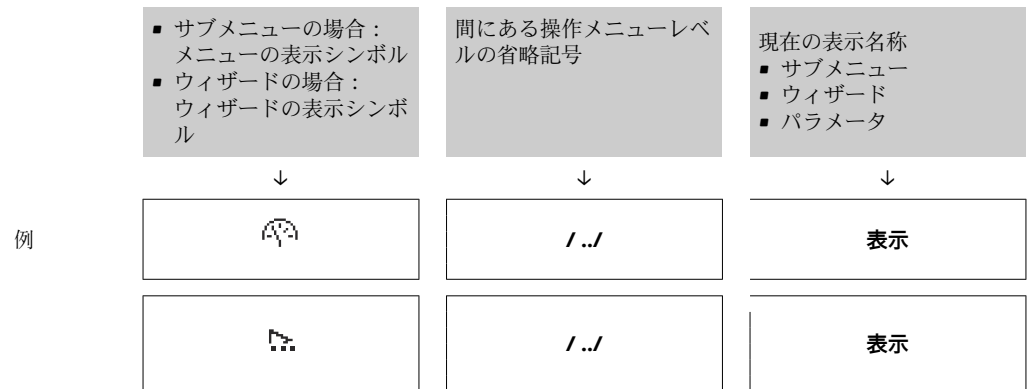 ▪ サブメニューの場合：
メニューの表示シンボル
▪ ウィザードの場合：
ウィザードの表示シンボ
ル
間にある操作メニューレベ
ルの省略記号
現在の表示名称
▪ サブメニュー
▪ ウィザード
▪ パラメータ
↓ ↓ ↓
例
/ ../
表示
/ ../
表示